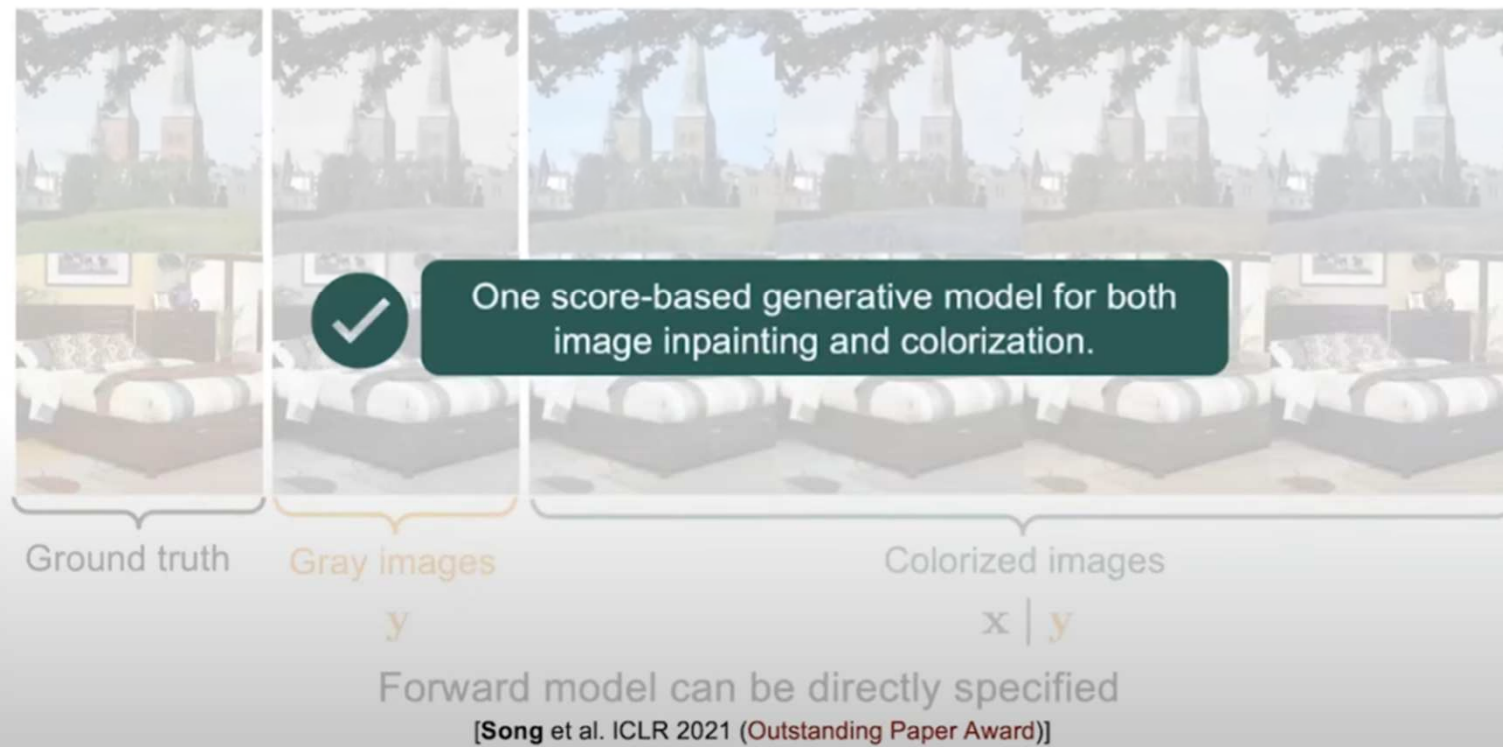 One score-based generative model for both
image inpainting and colorization.
Ground truth
Gray images
Colorized images
y
x | y
Forward model can be directly specified
[Song et al. ICLR 2021 (Outstanding Paper Award)]